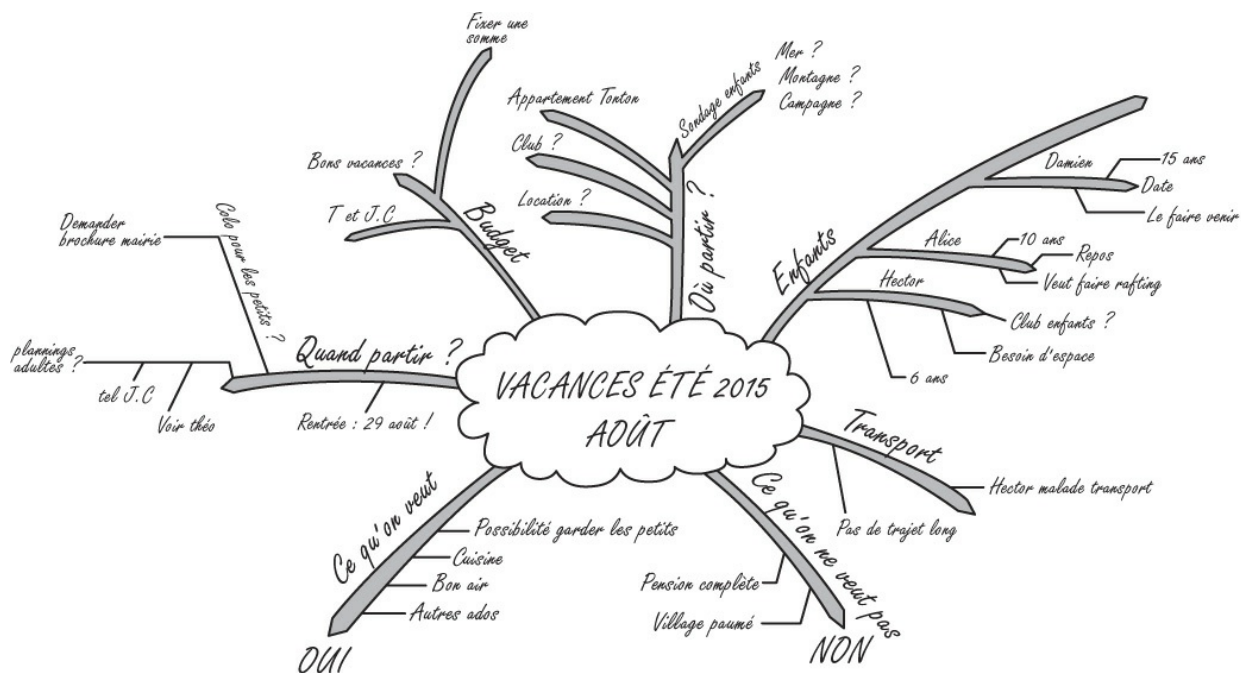 VACANCES ÉTÉ 2015
AOÛT
Budget
Fixer une
somme
Bons vacances ?
T et J.C
Où partir ?
Sondage enfants
Mer ?
Montagne ?
Campagne ?
Appartement Tonton
Club ?
Location ?
Enfants
Damien
15 ans
Date
Le faire venir
Alice
10 ans
Repos
Veut faire rafting
Hector
Club enfants ?
Besoin d'espace
6 ans
Transport
Hector malade transport
Pas de trajet long
Ce qu'on ne veut pas
Pension complète
Village paumé
NON
Ce qu'on veut
Possibilité garder les petits
Cuisine
Bon air
Autres ados
OUI
Quand partir ?
Colo pour les petits ?
Demander
brochure mairie
plannings
adultes ?
tel J.C
Voir théo
Rentrée : 29 août !